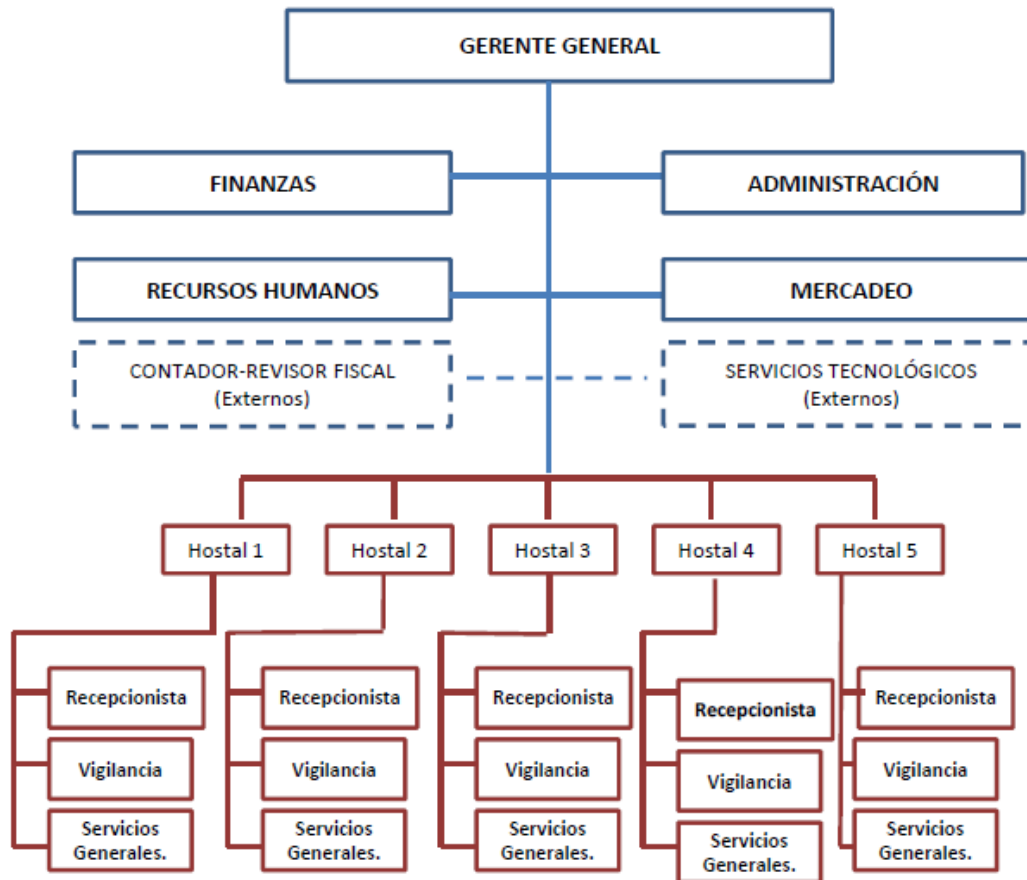 GERENTE GENERAL
FINANZAS
ADMINISTRACIÓN
RECURSOS HUMANOS
MERCADEO
CONTADOR-REVISOR FISCAL
(Externos)
SERVICIOS TECNOLÓGICOS
(Externos)
Hostal 1
Hostal 2
Hostal 3
Hostal 4
Hostal 5
Recepcionista
Vigilancia
Servicios
Generales.
Recepcionista
Vigilancia
Servicios
Generales.
Recepcionista
Vigilancia
Servicios
Generales.
Recepcionista
Vigilancia
Servicios
Generales.
Recepcionista
Vigilancia
Servicios
Generales.